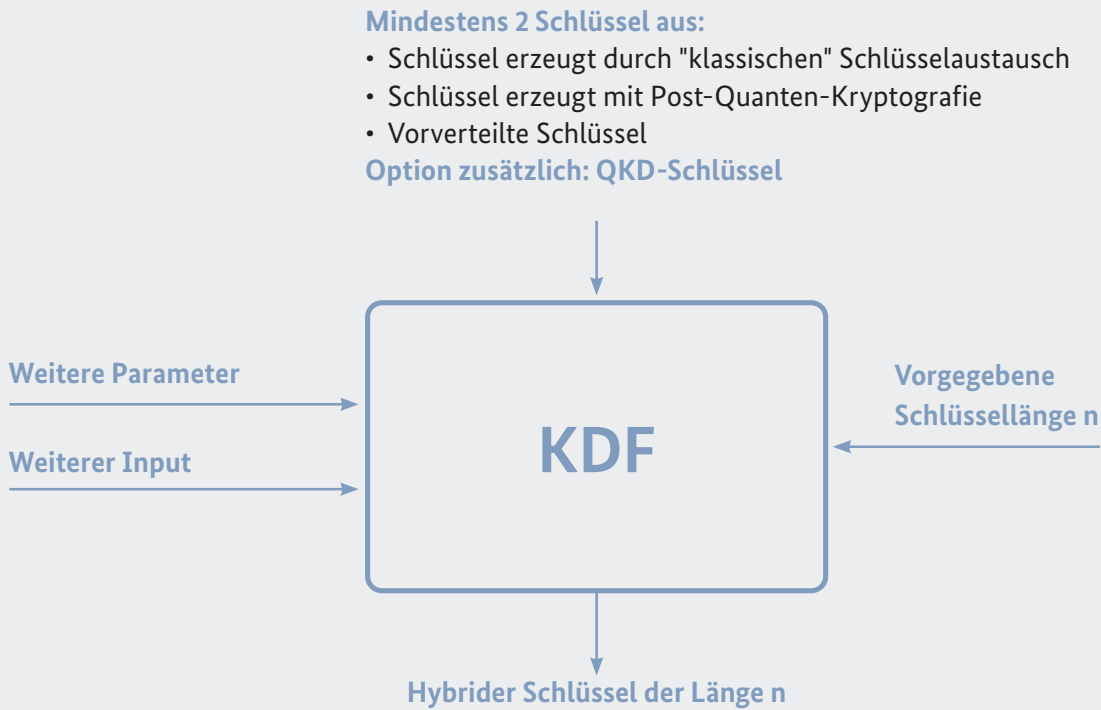 Mindestens 2 Schlüssel aus:
• Schlüssel erzeugt durch "klassischen" Schlüsselaustausch
• Schlüssel erzeugt mit Post-Quanten-Kryptografie
• Vorverteilte Schlüssel
Option zusätzlich: QKD-Schlüssel
Weitere Parameter
Weiterer Input
KDF
Vorgegebene
Schlüssellänge n
Hybrider Schlüssel der Länge n